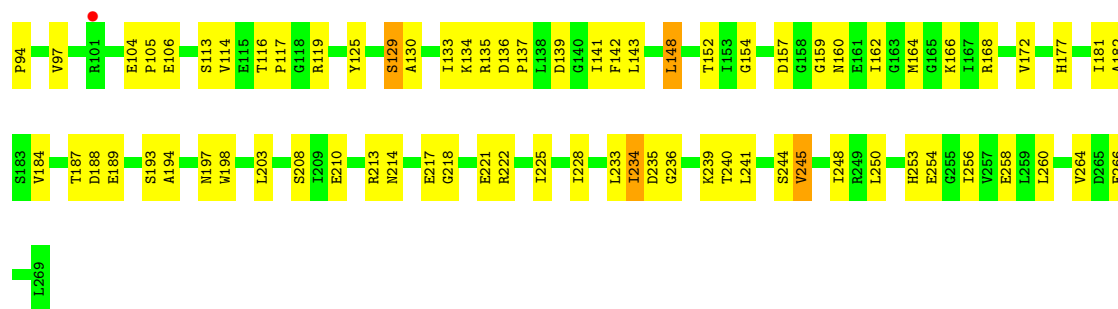 P94 V97 R101 E104 P105 E106 S113 V114 E115 T116 P117 G118 R119 Y125 S129 A130 I133 K134 R135 D136 P137 L138 D139 G140 I141 F142 L143 L148 T152 I153 G154 D157 G158 G159 N160 E161 I162 G163 M164 G165 K166 I167 R168 V172 H177 I181 A182
S183 V184 T187 D188 E189 S193 A194 N197 W198 L203 S208 I209 E210 R213 N214 E217 G218 E221 R222 I225 I228 L233 I234 D235 G236 K239 T240 L241 S244 V245 I248 R249 L250 H253 E254 G255 I256 V257 E258 L259 L260 V264 D265
L269